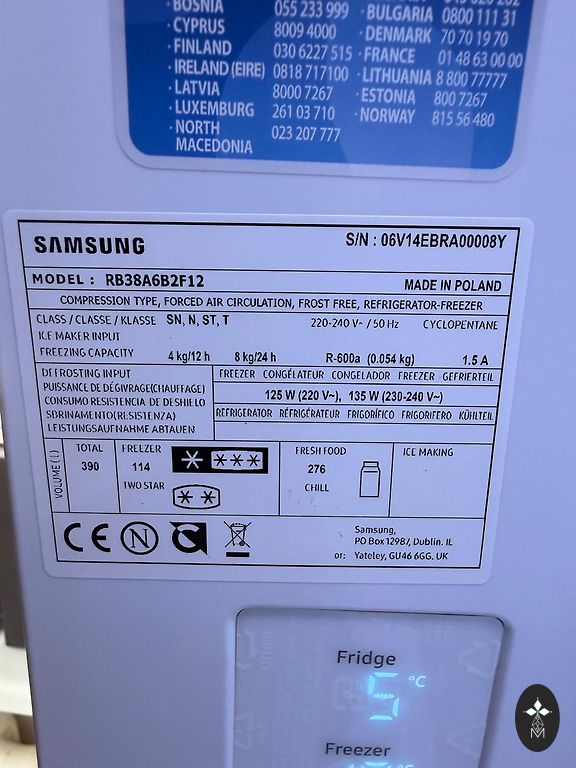 · BOSNIA 055 233 999
· CYPRUS 8009 4000
· FINLAND 030 6227 515
· IRELAND (EIRE) 0818 717100
· LATVIA 8000 7267
· LUXEMBURG 261 03 710
· NORTH MACEDONIA 023 207 777
· BULGARIA 0800 111 31
· DENMARK 70 70 19 70
· FRANCE 01 48 63 00 00
· LITHUANIA 8 800 77777
· ESTONIA 800 7267
· NORWAY 815 56 480
SAMSUNG S/N : 06V14EBRA00008Y
MODEL : RB38A6B2F12 MADE IN POLAND
COMPRESSION TYPE, FORCED AIR CIRCULATION, FROST FREE, REFRIGERATOR-FREEZER
CLASS / CLASSE / KLASSE SN, N, ST, T 220-240 V~ / 50 Hz CYCLOPENTANE
ICE MAKER INPUT
FREEZING CAPACITY 4 kg/12 h 8 kg/24 h R-600a (0.054 kg) 1.5 A
DEFROSTING INPUT
PUISSANCE DE DÉGIVRAGE(CHAUFFAGE)
CONSUMO RESISTENCIA DE DESHIELO
SBRINAMENTO(RESISTENZA)
LEISTUNGSAUFNAHME ABTAUEN
FREEZER CONGÉLATEUR CONGELADOR FREEZER GEFRIERTEIL
125 W (220 V~), 135 W (230-240 V~)
REFRIGERATOR RÉFRIGÉRATEUR FRIGORÍFICO FRIGORIFERO KÜHLTEIL
VOLUME ( L )
TOTAL
390
FREEZER
114
TWO STAR
FRESH FOOD
276
CHILL
ICE MAKING
CE N
Samsung,
PO Box 12987, Dublin. IE
or: Yateley, GU46 6GG. UK
Fridge
5 °C
Freezer
M